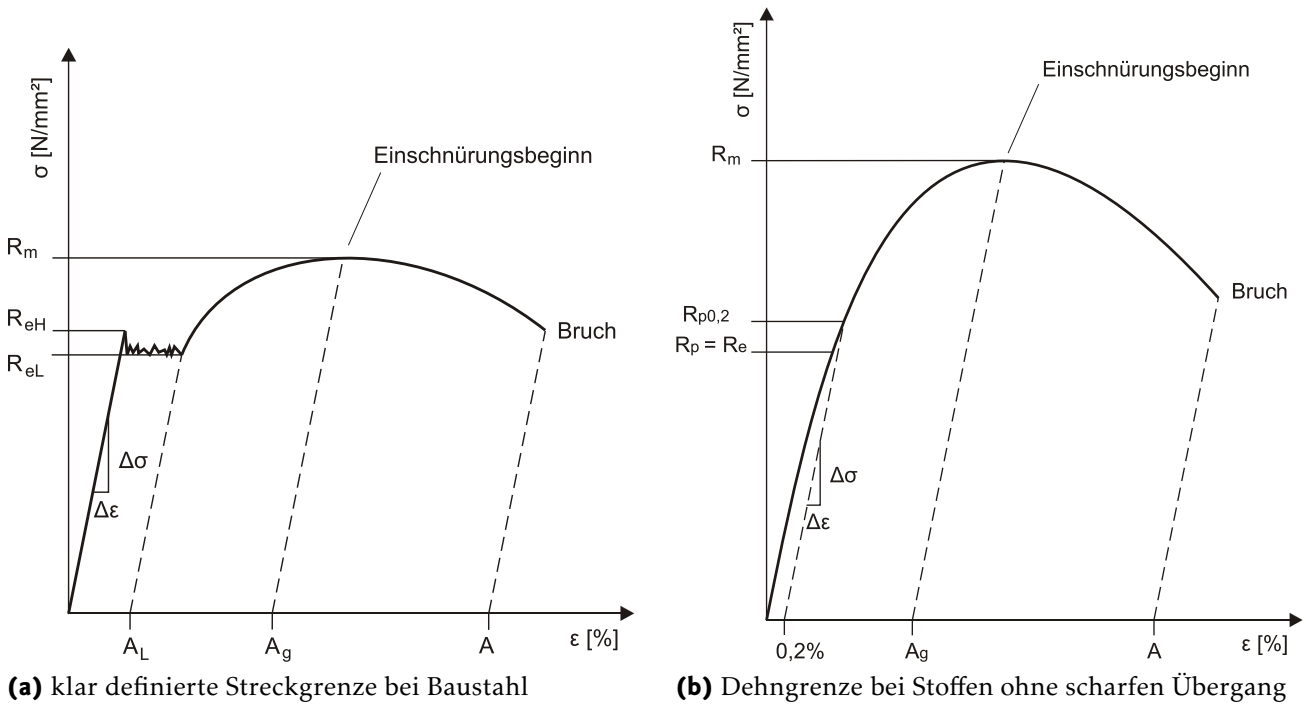 σ [N/mm²]
Einschnürungsbeginn
Rm
ReH
ReL
Bruch
Δσ
Δε
AL
Ag
A
ε [%]
(a) klar definierte Streckgrenze bei Baustahl
σ [N/mm²]
Einschnürungsbeginn
Rm
Rp0,2
Rp = Re
Bruch
Δσ
Δε
0,2%
Ag
A
ε [%]
(b) Dehngrenze bei Stoffen ohne scharfen Übergang